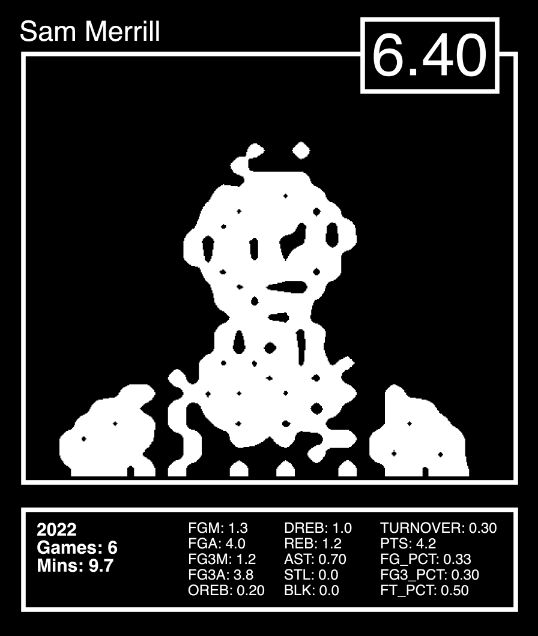 Sam Merrill
6.40
2022
Games: 6
Mins: 9.7
FGM: 1.3
FGA: 4.0
FG3M: 1.2
FG3A: 3.8
OREB: 0.20
DREB: 1.0
REB: 1.2
AST: 0.70
STL: 0.0
BLK: 0.0
TURNOVER: 0.30
PTS: 4.2
FG_PCT: 0.33
FG3_PCT: 0.30
FT_PCT: 0.50